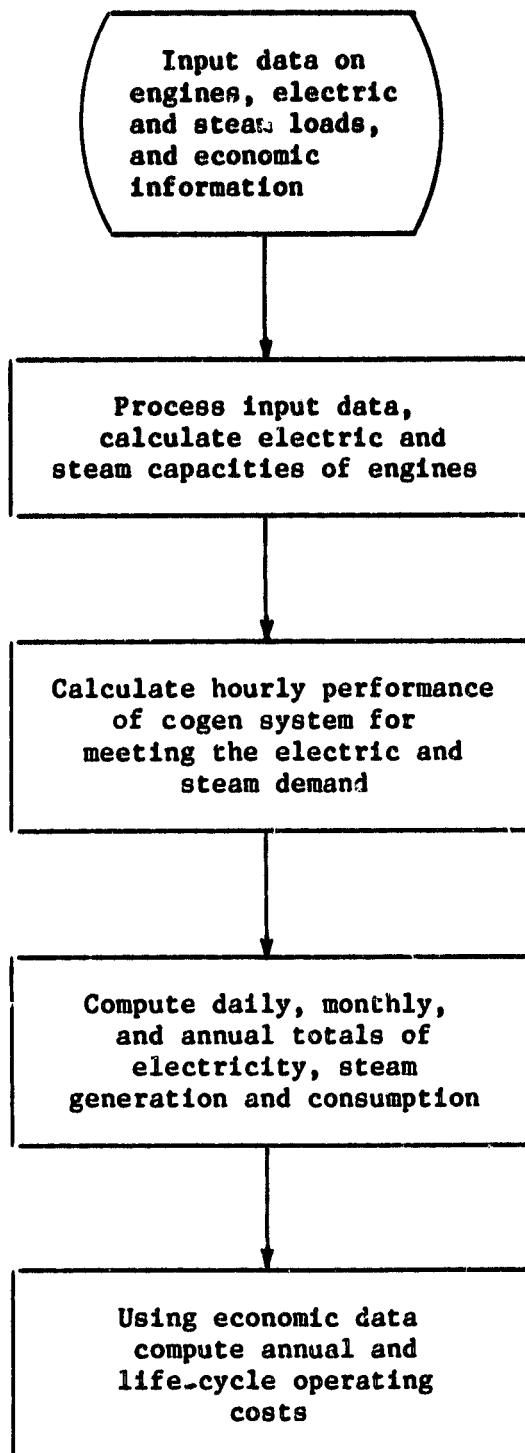 Input data on
engines, electric
and steam loads,
and economic
information
Process input data,
calculate electric and
steam capacities of engines
Calculate hourly performance
of cogen system for
meeting the electric and
steam demand
Compute daily, monthly,
and annual totals of
electricity, steam
generation and consumption
Using economic data
compute annual and
life-cycle operating
costs